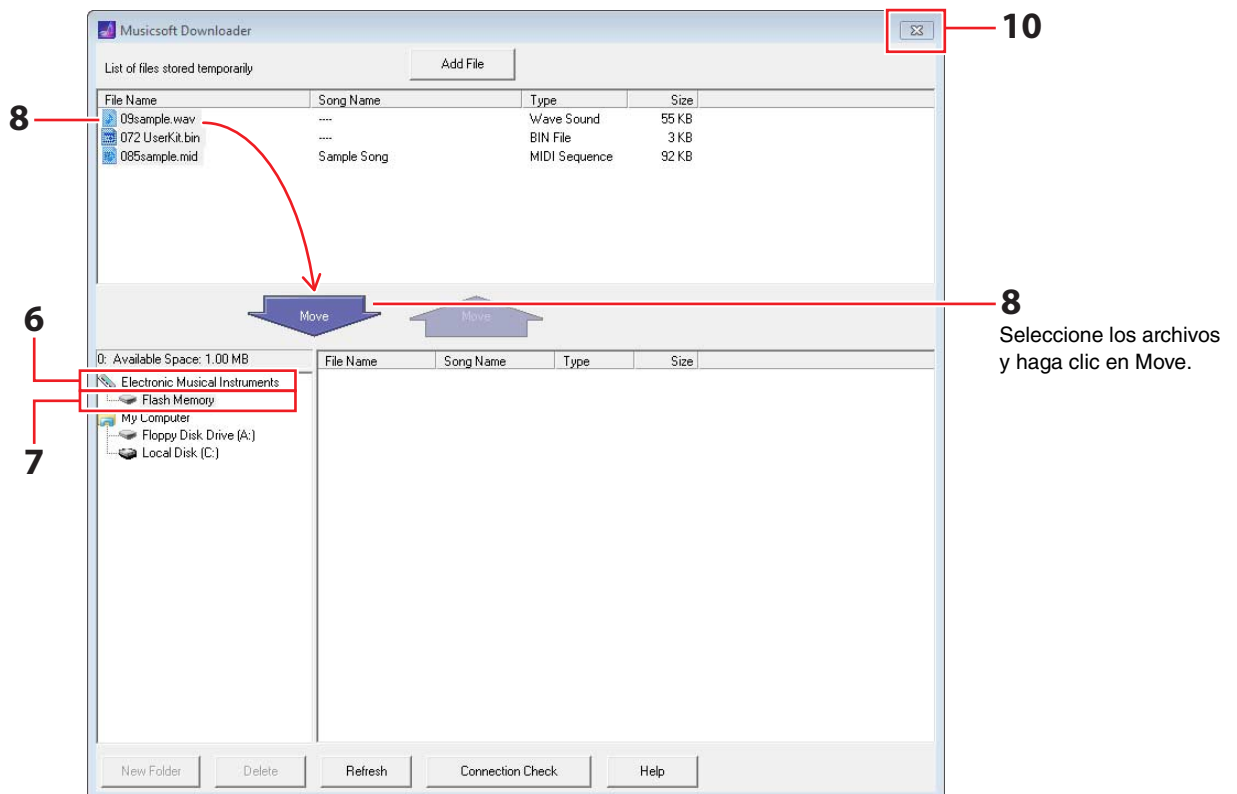 Musicsoft Downloader
10
List of files stored temporarily
Add File
File Name Song Name Type Size
8
09sample.wav ---- Wave Sound 55 KB
072 UserKit.bin ---- BIN File 3 KB
085sample.mid Sample Song MIDI Sequence 92 KB
Move
Move
8
Seleccione los archivos
y haga clic en Move.
6
0: Available Space: 1.00 MB
File Name Song Name Type Size
Electronic Musical Instruments
Flash Memory
My Computer
Floppy Disk Drive (A:)
Local Disk (C:)
7
New Folder Delete Refresh Connection Check Help